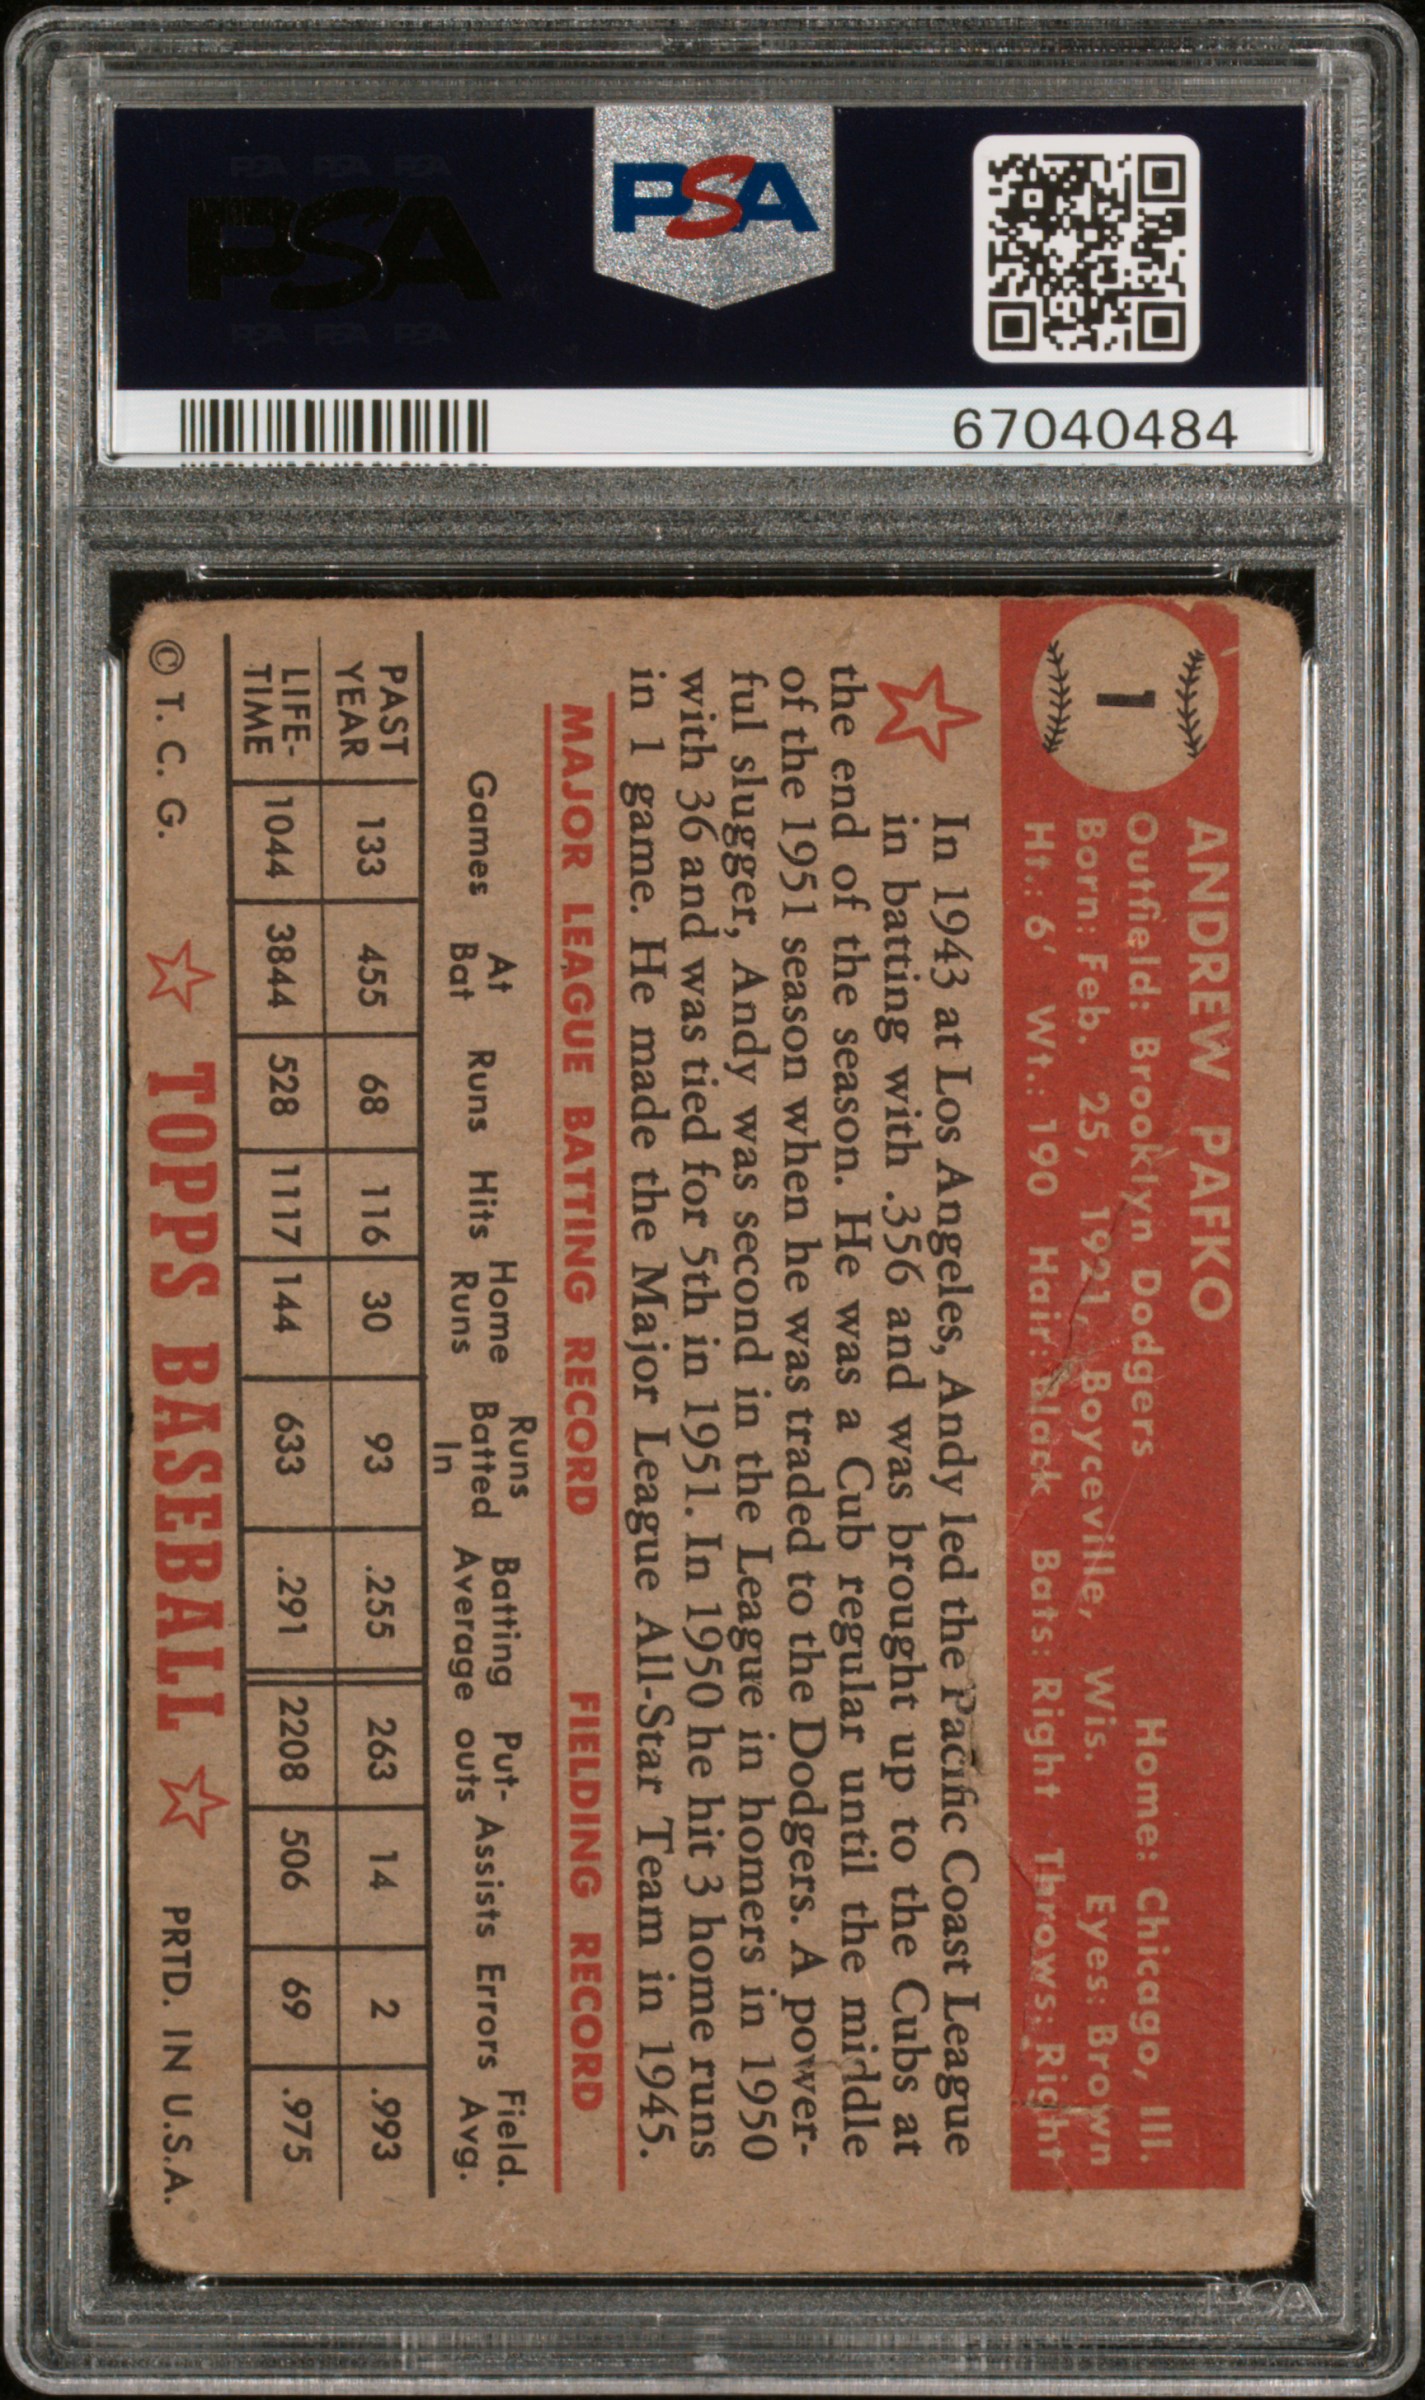 PSA PSA PSA
PSA
PSA PSA PSA
PSA
67040484
1
ANDREW PAFKO
Outfield: Brooklyn Dodgers Home: Chicago, Ill.
Born: Feb. 25, 1921, Boyceville, Wis. Eyes: Brown
Ht.: 6' Wt.: 190 Hair: Black Bats: Right Throws: Right
In 1943 at Los Angeles, Andy led the Pacific Coast League
in batting with .356 and was brought up to the Cubs at
the end of the season. He was a Cub regular until the middle
of the 1951 season when he was traded to the Dodgers. A power-
ful slugger, Andy was second in the League in homers in 1950
with 36 and was tied for 5th in 1951. In 1950 he hit 3 home runs
in 1 game. He made the Major League All-Star Team in 1945.
MAJOR LEAGUE BATTING RECORD FIELDING RECORD
Games At Bat Runs Hits Home Runs Runs Batted In Batting Average Put-outs Assists Errors Field. Avg.
PAST YEAR 133 455 68 116 30 93 .255 263 14 2 .993
LIFE-TIME 1044 3844 528 1117 144 633 .291 2208 506 69 .975
© T. C. G. TOPPS BASEBALL PRTD. IN U.S.A.
PSA